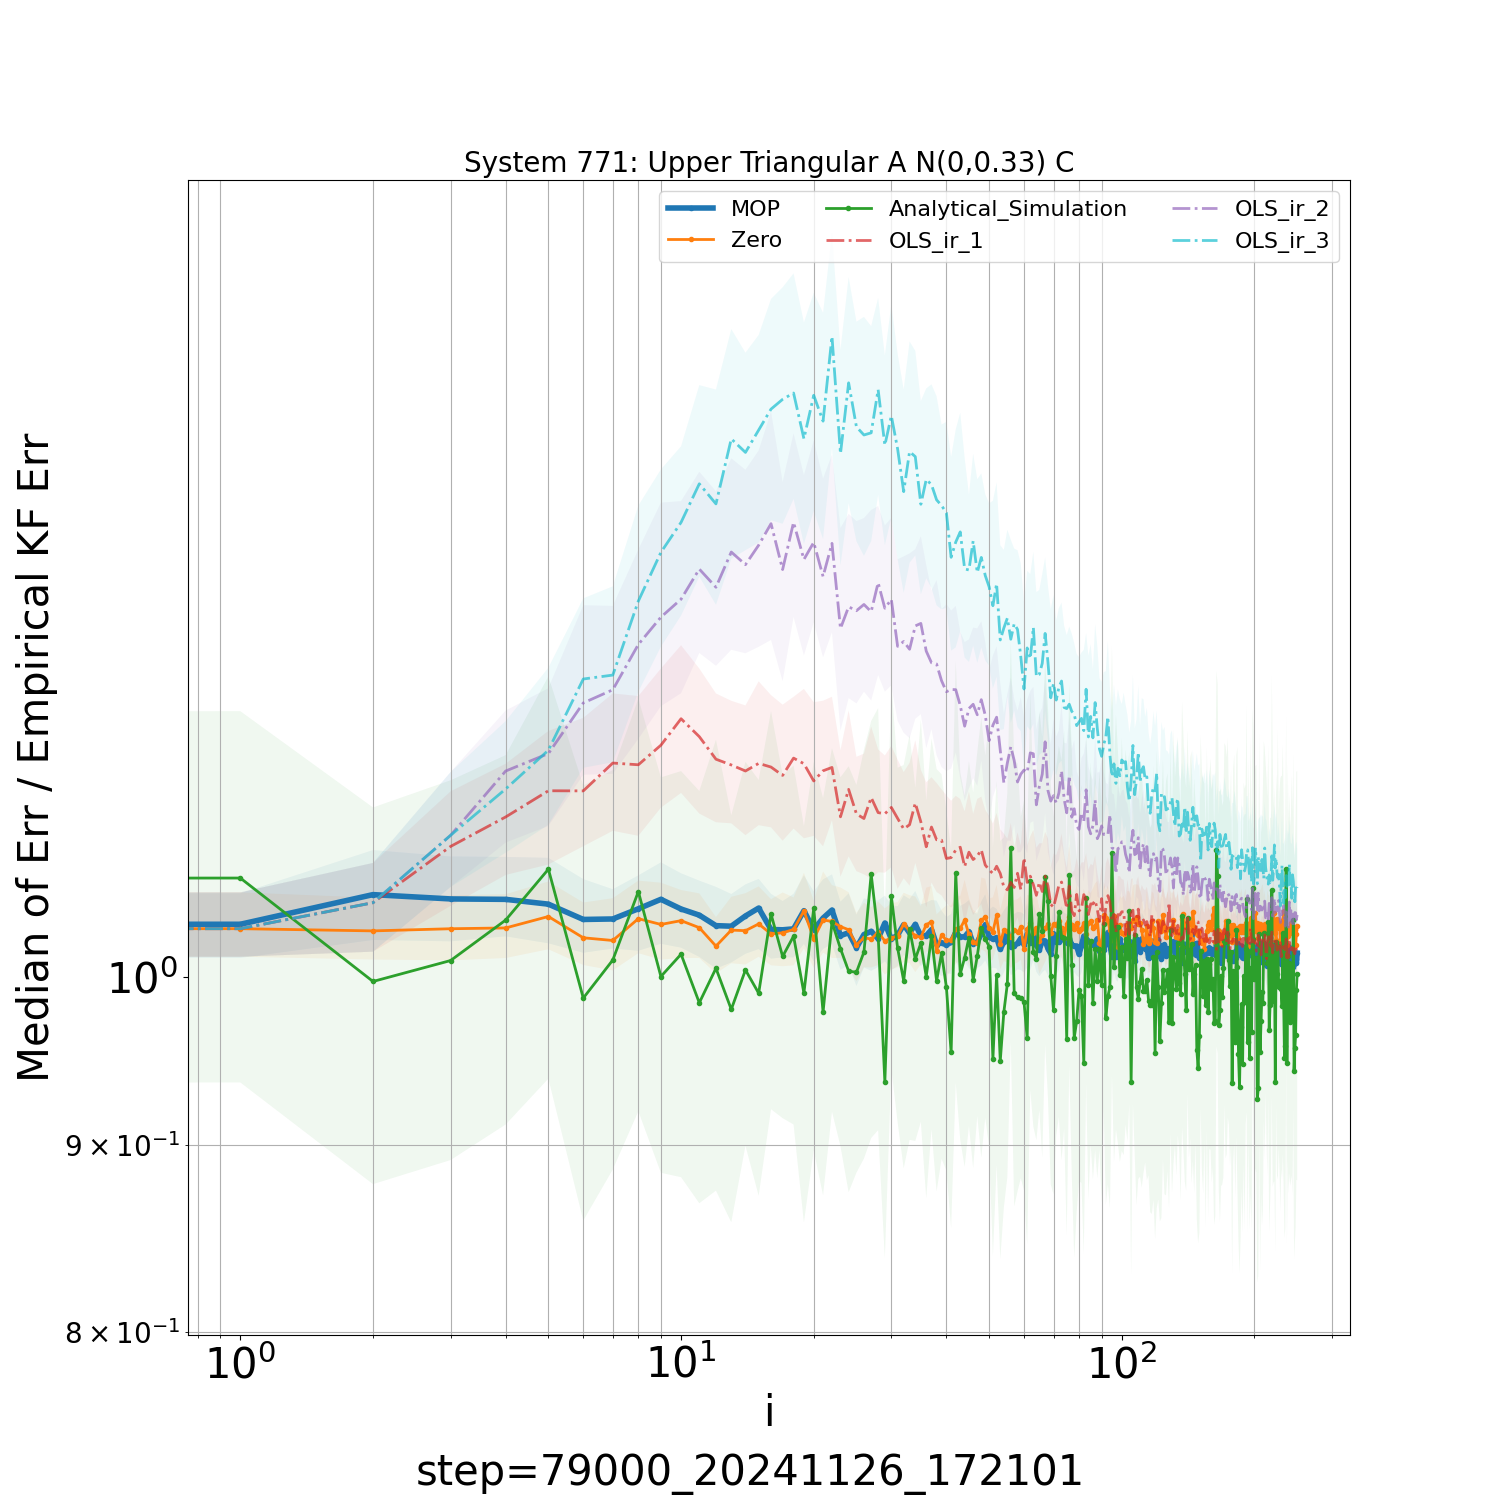 System 771: Upper Triangular A N(0,0.33) C
MOP
Zero
Analytical_Simulation
OLS_ir_1
OLS_ir_2
OLS_ir_3
Median of Err / Empirical KF Err
10⁰
9 × 10⁻¹
8 × 10⁻¹
10⁰ 10¹ 10²
i
step=79000_20241126_172101